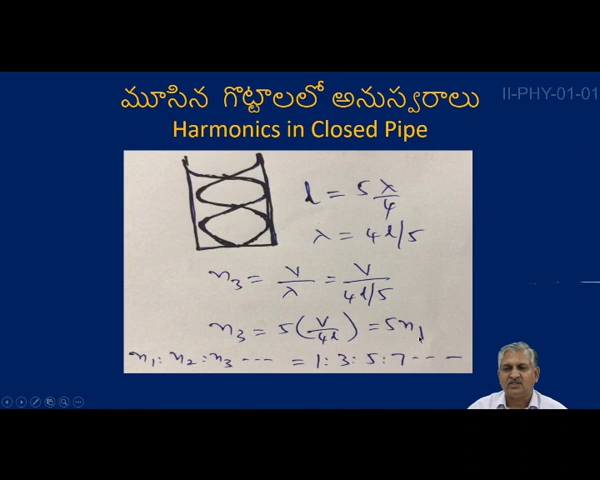 మూసిన గొట్టాలలో అనుస్వరాలు
II-PHY-01-01
Harmonics in Closed Pipe
l = 5 λ/4
λ = 4l/5
n₃ = V/λ = V/(4l/5)
n₃ = 5(V/4l) = 5n₁
n₁ : n₂ : n₃ --- = 1 : 3 : 5 : 7 ---